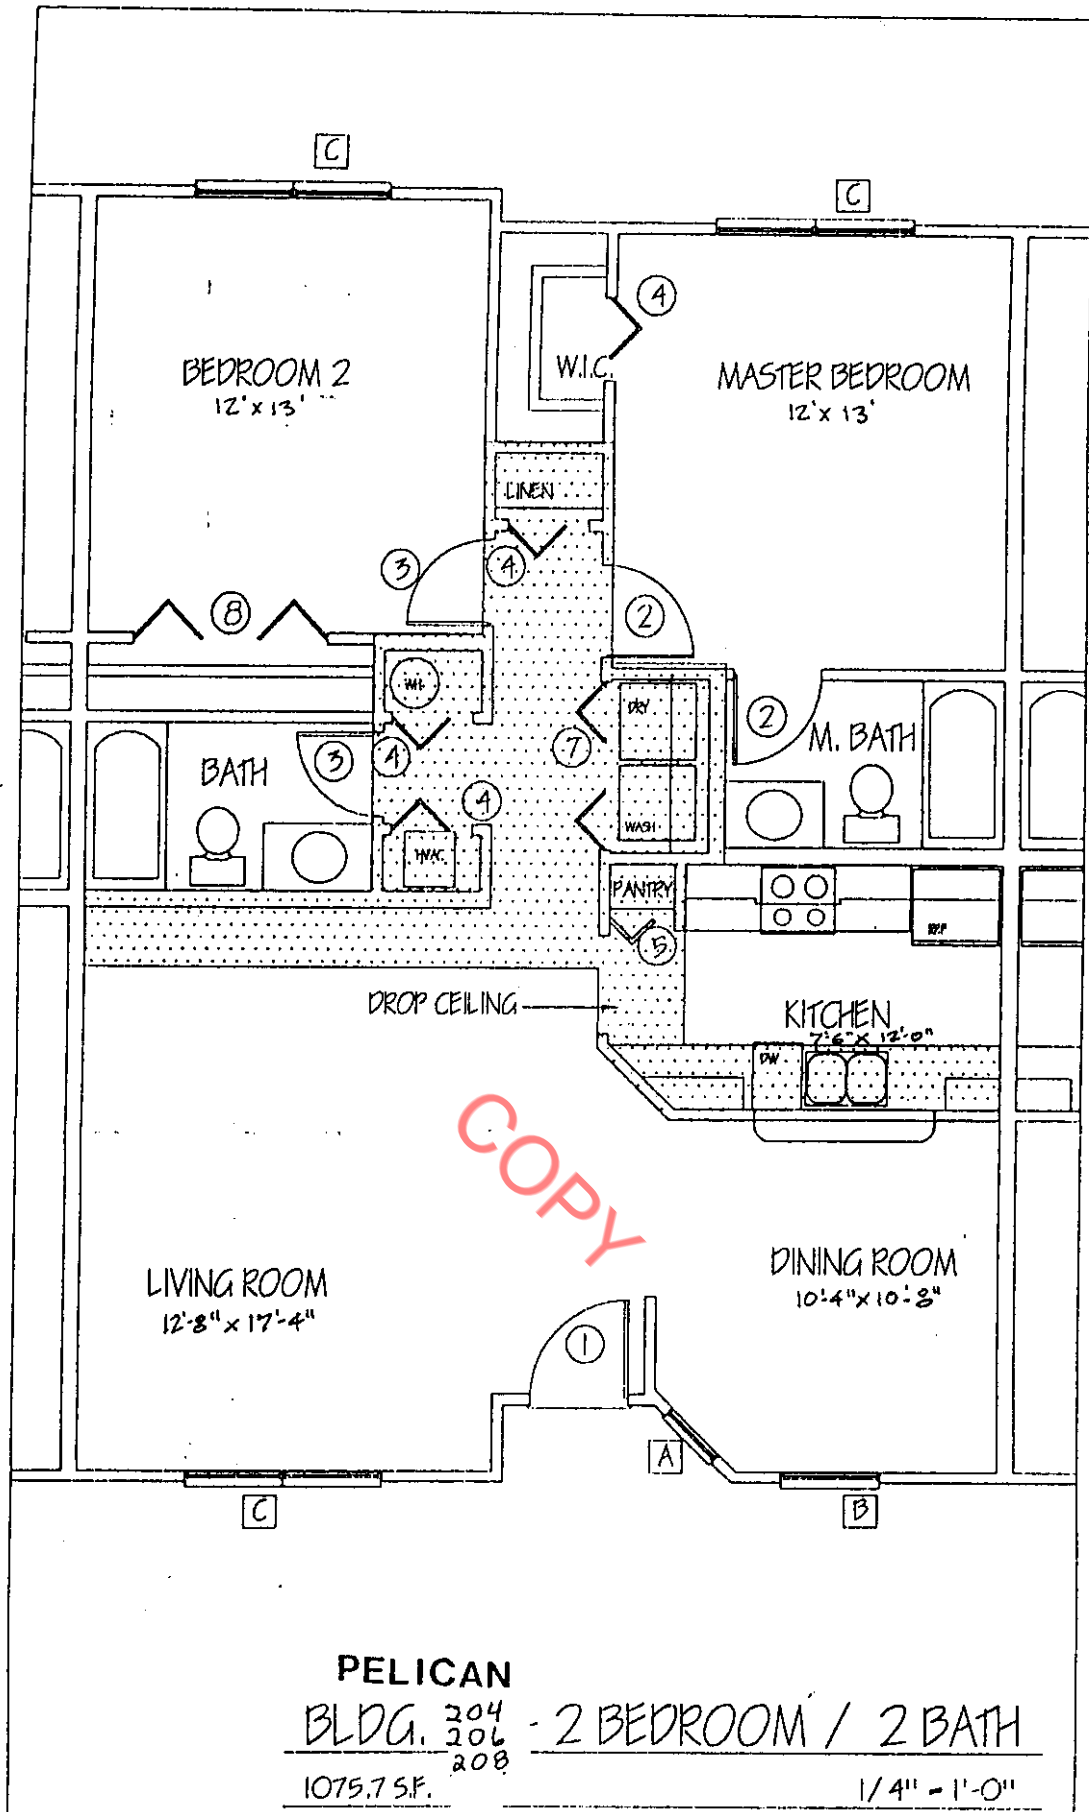 C
C
4
W.I.C.
BEDROOM 2
12' x 13'
MASTER BEDROOM
12' x 13'
LINEN
3
4
8
2
W.H.
DRY
2
7
M. BATH
BATH
3
4
4
WASH
HVAC
PANTRY
5
REF
DROP CEILING
KITCHEN
7'6" x 12'-0"
DW
COPY
LIVING ROOM
12'-8" x 17'-4"
DINING ROOM
10'-4" x 10'-8"
1
A
C
B
PELICAN
BLDG. 204 206 208 - 2 BEDROOM / 2 BATH
1075.7 S.F. 1/4" - 1'-0"